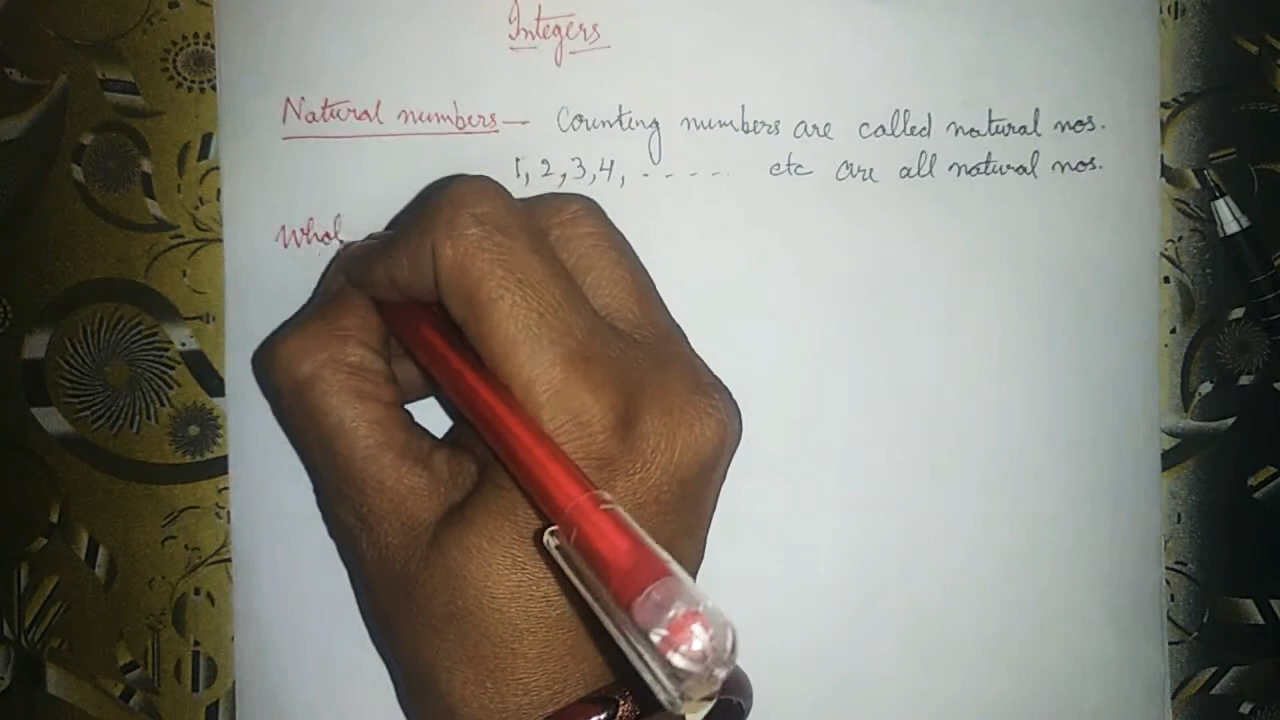 Integers
Natural numbers — Counting numbers are called natural nos.
1, 2, 3, 4, ----- etc are all natural nos.
Whol